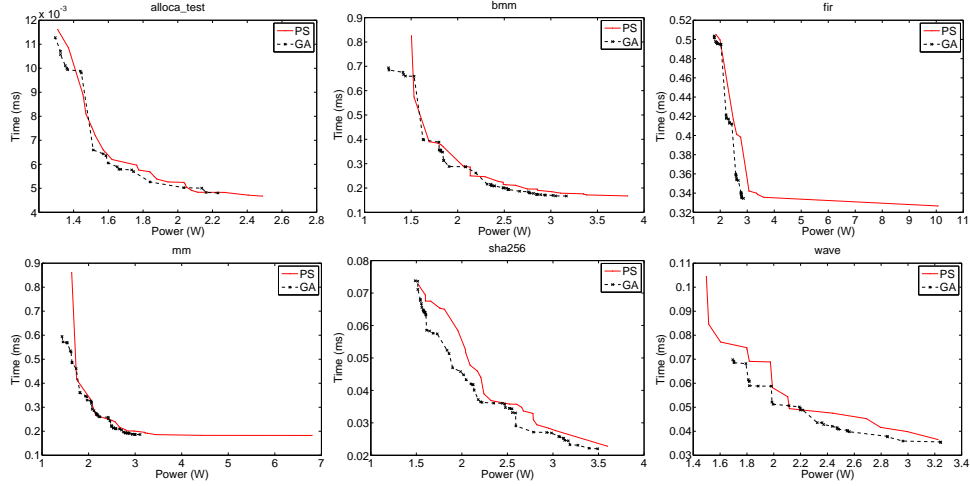 alloca_test
x 10⁻³
12
11
10
9
8
7
6
5
4
Time (ms)
1.4 1.6 1.8 2 2.2 2.4 2.6 2.8
Power (W)
PS
GA
bmm
0.9
0.8
0.7
0.6
0.5
0.4
0.3
0.2
0.1
Time (ms)
1 1.5 2 2.5 3 3.5 4
Power (W)
PS
GA
fir
0.52
0.5
0.48
0.46
0.44
0.42
0.4
0.38
0.36
0.34
0.32
Time (ms)
1 2 3 4 5 6 7 8 9 10 11
Power (W)
PS
GA
mm
0.9
0.8
0.7
0.6
0.5
0.4
0.3
0.2
0.1
Time (ms)
1 2 3 4 5 6 7
Power (W)
PS
GA
sha256
0.08
0.07
0.06
0.05
0.04
0.03
0.02
Time (ms)
1 1.5 2 2.5 3 3.5 4
Power (W)
PS
GA
wave
0.11
0.1
0.09
0.08
0.07
0.06
0.05
0.04
0.03
Time (ms)
1.4 1.6 1.8 2 2.2 2.4 2.6 2.8 3 3.2 3.4
Power (W)
PS
GA